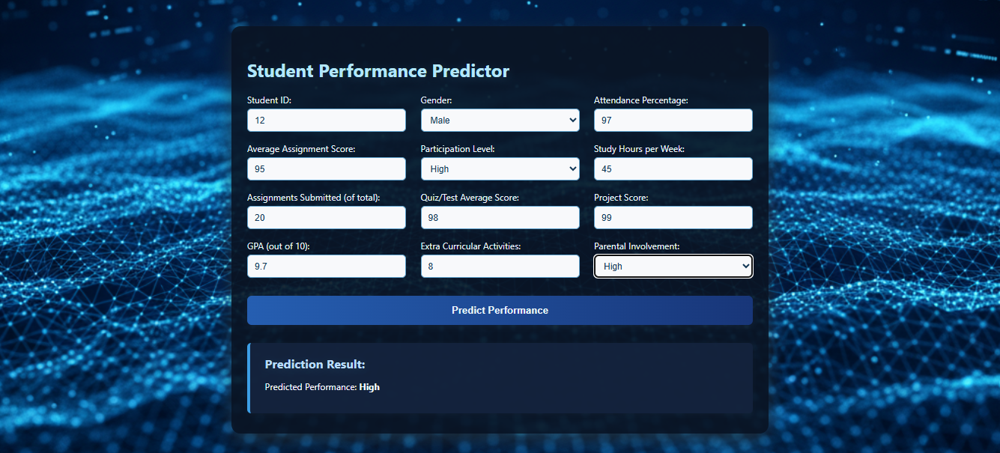 Student Performance Predictor
Student ID: Gender: Attendance Percentage:
12 Male 97
Average Assignment Score: Participation Level: Study Hours per Week:
95 High 45
Assignments Submitted (of total): Quiz/Test Average Score: Project Score:
20 98 99
GPA (out of 10): Extra Curricular Activities: Parental Involvement:
9.7 8 High
Predict Performance
Prediction Result:
Predicted Performance: High